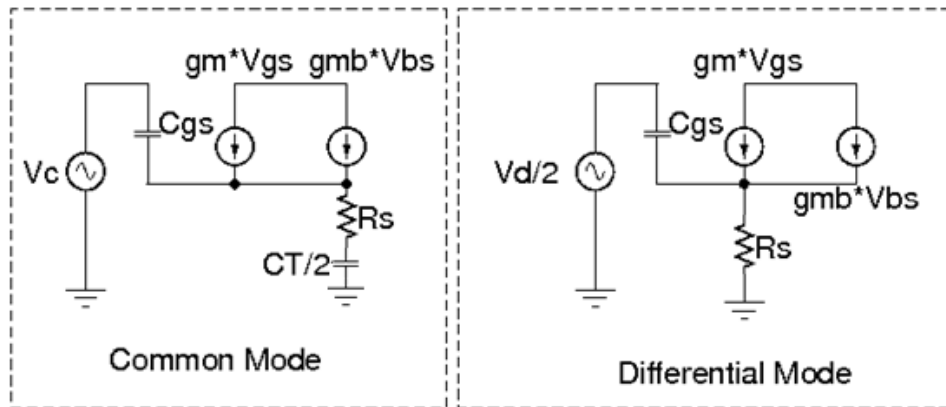 gm*Vgs gmb*Vbs
Cgs
Vc
Rs
CT/2
Common Mode
gm*Vgs
Cgs
Vd/2
gmb*Vbs
Rs
Differential Mode